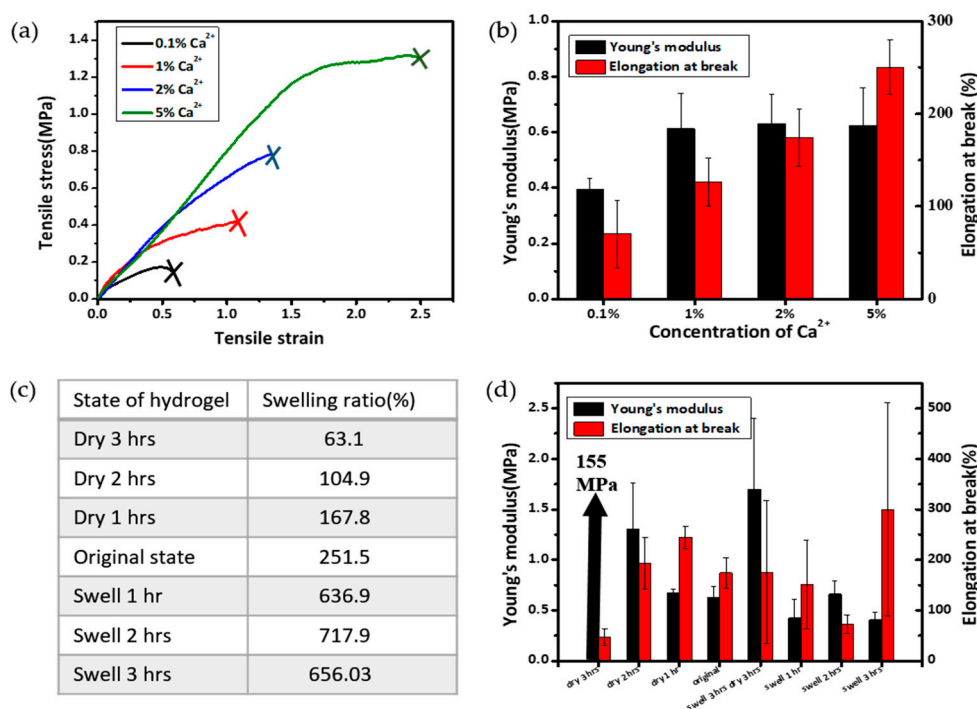 (a)
1.4
1.2
1.0
0.8
0.6
0.4
0.2
0.0
Tensile stress(MPa)
0.1% Ca2+
1% Ca2+
2% Ca2+
5% Ca2+
0.0 0.5 1.0 1.5 2.0 2.5
Tensile strain
(b)
1.0
0.8
0.6
0.4
0.2
0.0
Young's modulus(MPa)
Young's modulus
Elongation at break
300
200
100
0
Elongation at break (%)
0.1% 1% 2% 5%
Concentration of Ca2+
(c)
State of hydrogel Swelling ratio(%)
Dry 3 hrs 63.1
Dry 2 hrs 104.9
Dry 1 hrs 167.8
Original state 251.5
Swell 1 hr 636.9
Swell 2 hrs 717.9
Swell 3 hrs 656.03
(d)
2.5
2.0
1.5
1.0
0.5
0.0
Young's modulus(MPa)
Young's modulus
Elongation at break
155
MPa
500
400
300
200
100
0
Elongation at break(%)
dry 3 hrs
dry 2 hrs
dry 1 hr
original
swell 3 hrs dry 3 hrs
swell 1 hr
swell 2 hrs
swell 3 hrs